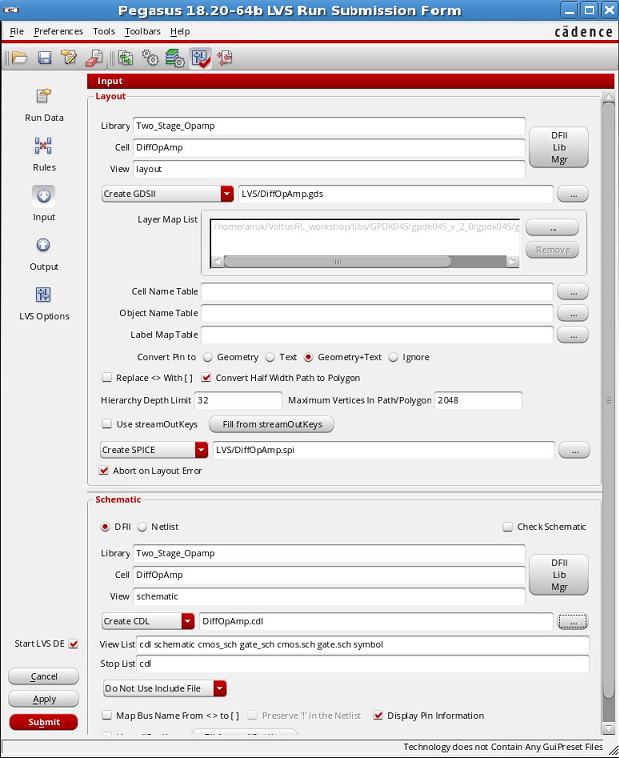 Pegasus 18.20-64b LVS Run Submission Form
File Preferences Tools Toolbars Help
cādence
Run Data
Rules
Input
Output
LVS Options
Input
Layout
Library Two_Stage_Opamp
Cell DiffOpAmp
View layout
DFII
Lib
Mgr
Create GDSII LVS/DiffOpAmp.gds ...
Layer Map List /home/anuk/VoltusFiL_workshop/libs/GPDK045/gpdk045_v_2_0/gpdk045/g ...
Remove
Cell Name Table ...
Object Name Table ...
Label Map Table ...
Convert Pin to Geometry Text Geometry+Text Ignore
Replace <> With [ ] Convert Half Width Path to Polygon
Hierarchy Depth Limit 32 Maximum Vertices In Path/Polygon 2048
Use streamOutKeys Fill from streamOutKeys
Create SPICE LVS/DiffOpAmp.spi ...
Abort on Layout Error
Schematic
DFII Netlist Check Schematic
Library Two_Stage_Opamp
Cell DiffOpAmp
View schematic
DFII
Lib
Mgr
Create CDL DiffOpAmp.cdl ...
View List cdl schematic cmos_sch gate_sch cmos.sch gate.sch symbol
Stop List cdl
Do Not Use Include File
Map Bus Name From <> to [ ] Preserve '!' in the Netlist Display Pin Information
Start LVS DE
Cancel
Apply
Submit
Technology does not Contain Any GuiPreset Files